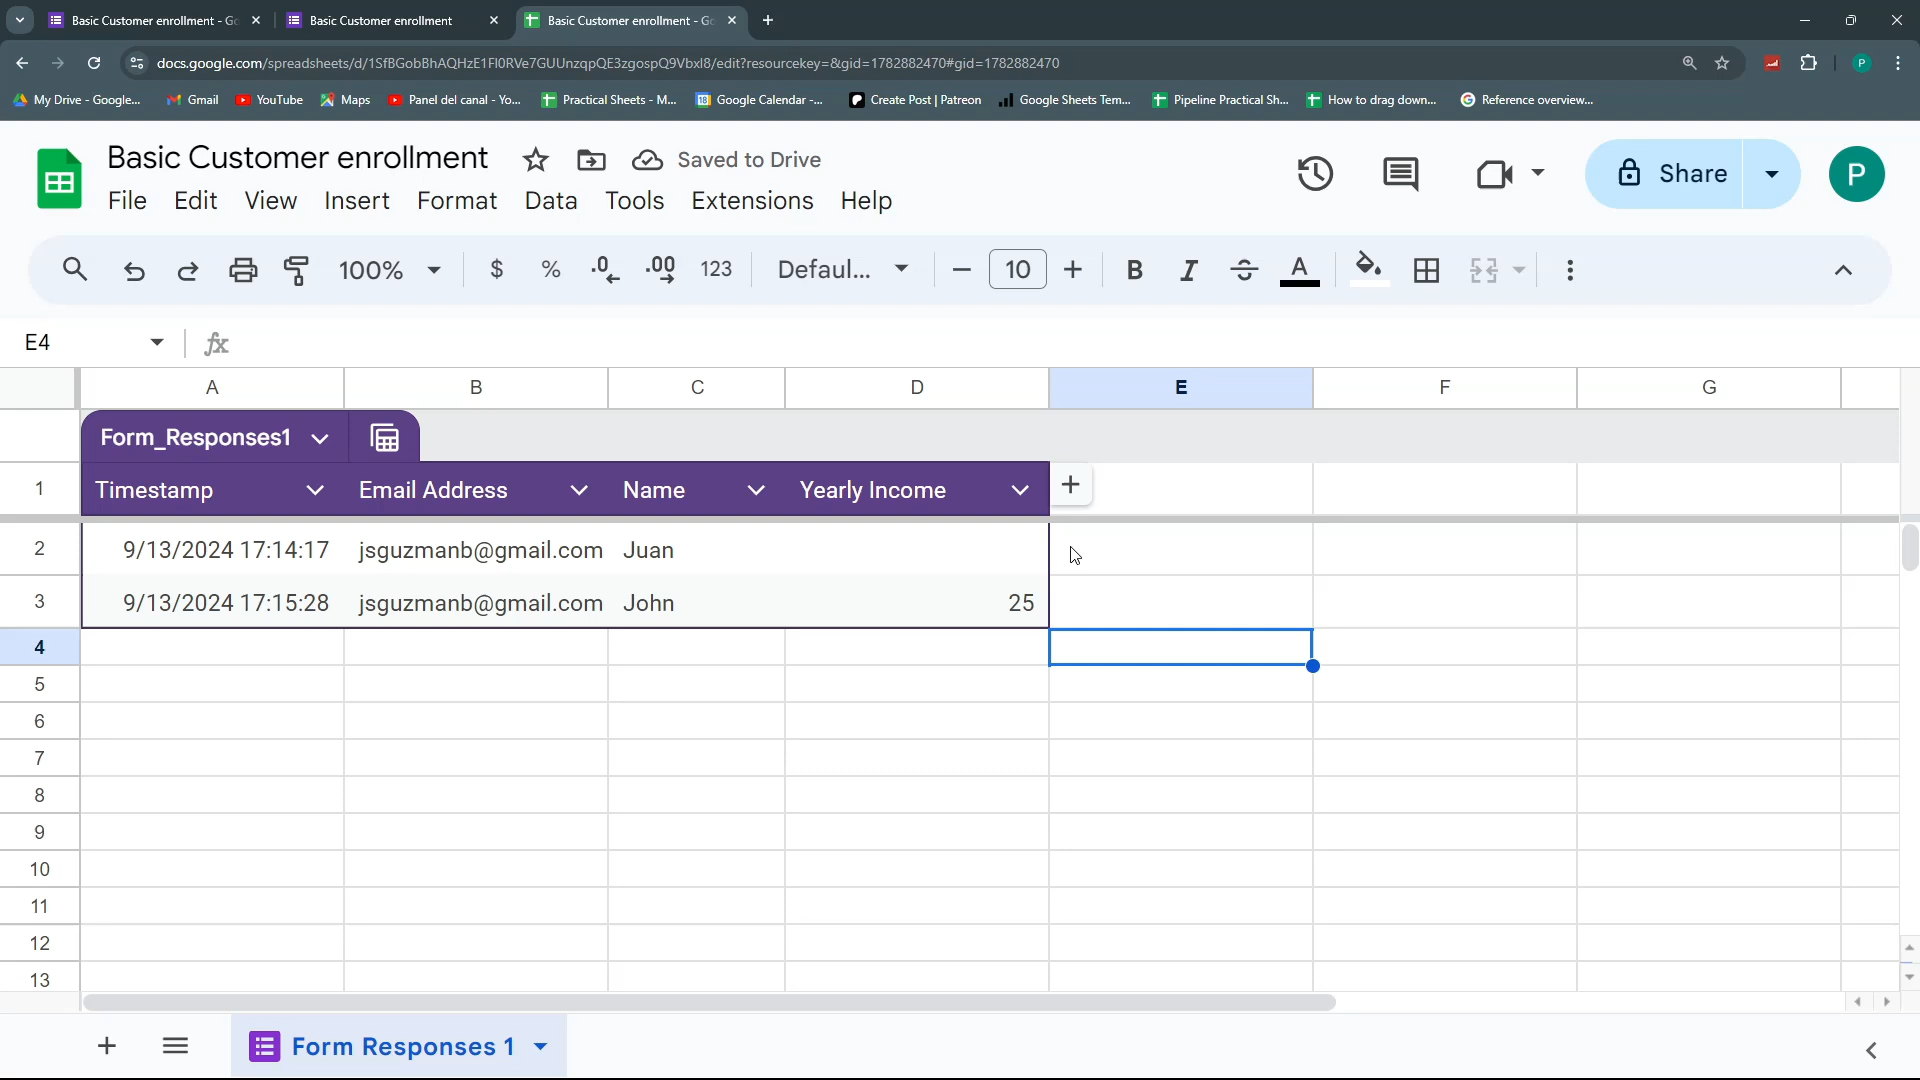 Basic Customer enrollment - Go
Basic Customer enrollment
Basic Customer enrollment - Go
docs.google.com/spreadsheets/d/1SfBGobBhAQHzE1FI0RVe7GUUnzqpQE3zgospQ9Vbxl8/edit?resourcekey=&gid=1782882470#gid=1782882470
P
My Drive - Google...
Gmail
YouTube
Maps
Panel del canal - Yo...
Practical Sheets - M...
18
Google Calendar -...
Create Post | Patreon
Google Sheets Tem...
Pipeline Practical Sh...
How to drag down...
Reference overview...
Basic Customer enrollment
Saved to Drive
File Edit View Insert Format Data Tools Extensions Help
Share
P
100%
$
%
.0
.00
123
Defaul...
10
B
I
S
A
E4
fx
A B C D E F G
Form_Responses1
1 Timestamp Email Address Name Yearly Income +
2 9/13/2024 17:14:17 jsguzmanb@gmail.com Juan
3 9/13/2024 17:15:28 jsguzmanb@gmail.com John 25
4
5
6
7
8
9
10
11
12
13
Form Responses 1